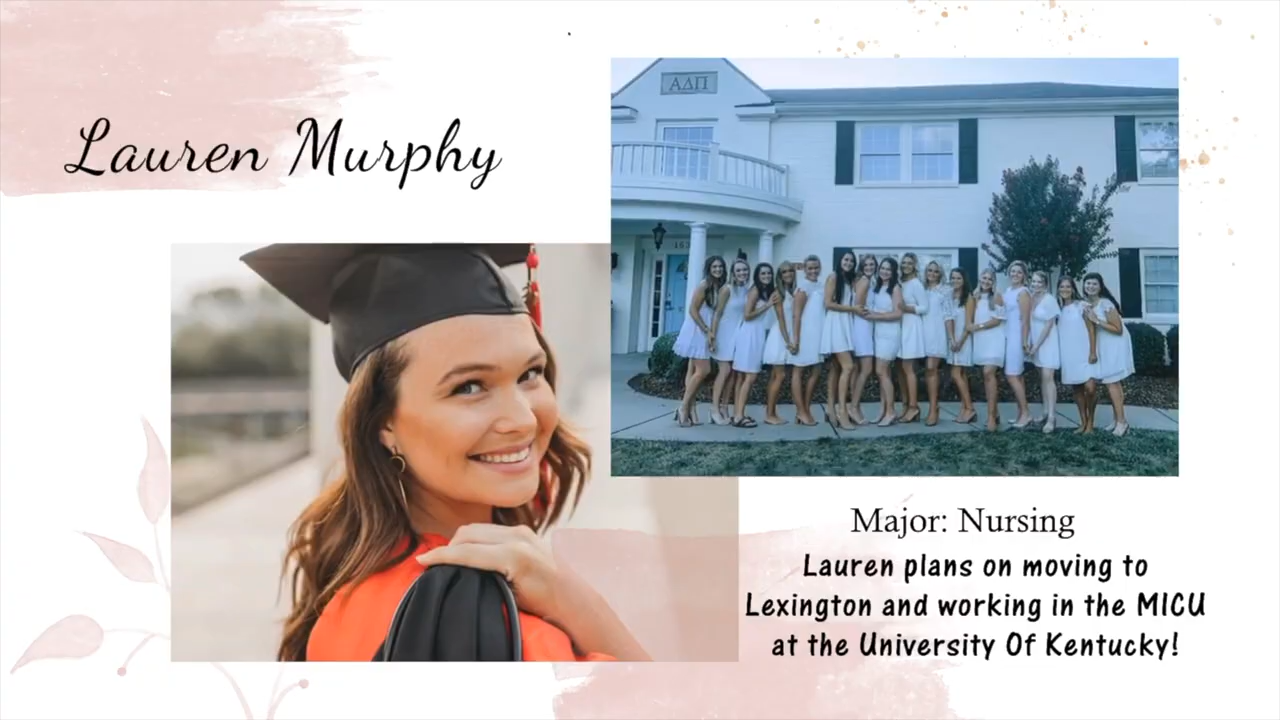 Lauren Murphy
ΑΔΠ
Major: Nursing
Lauren plans on moving to
Lexington and working in the MICU
at the University Of Kentucky!